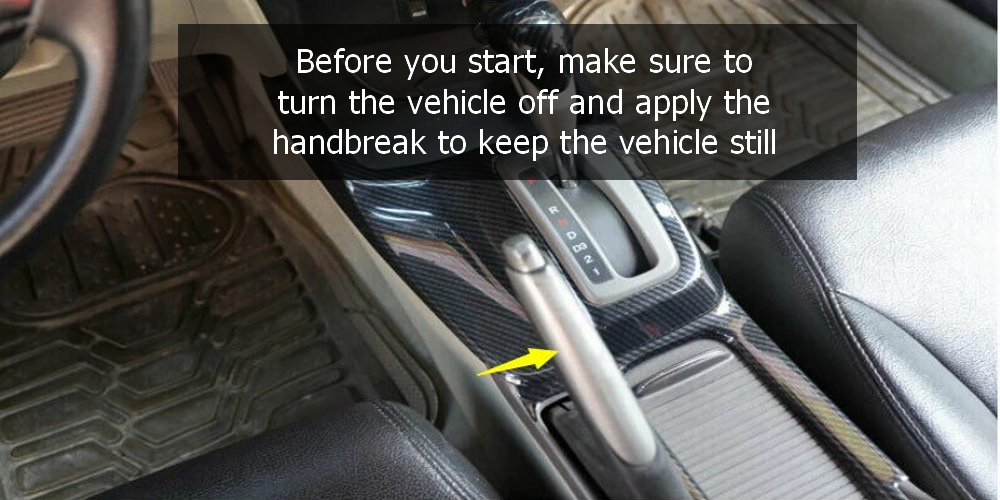 Before you start, make sure to
turn the vehicle off and apply the
handbreak to keep the vehicle still
R
N
D
D3
2
1